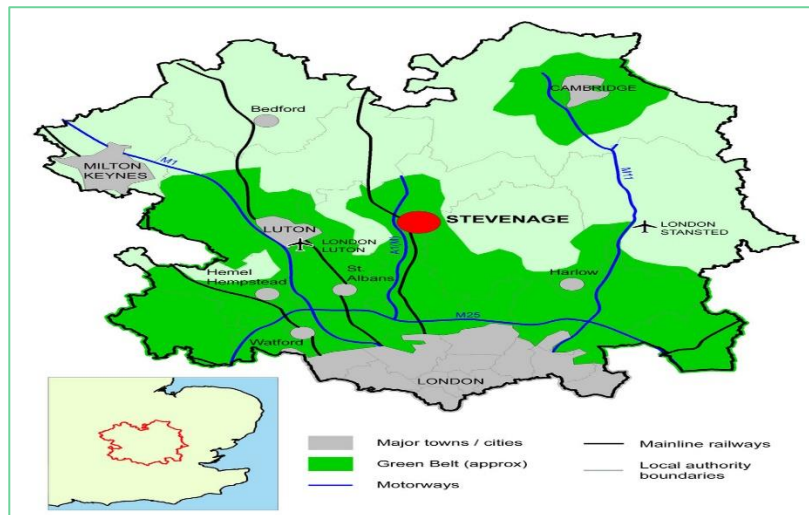 CAMBRIDGE
Bedford
MILTON
KEYNES
M1
M11
STEVENAGE
LUTON
LONDON
LUTON
A1(M)
LONDON
STANSTED
Hemel
Hempstead
St.
Albans
Harlow
M25
Watford
LONDON
Major towns / cities
Green Belt (approx)
Motorways
Mainline railways
Local authority
boundaries